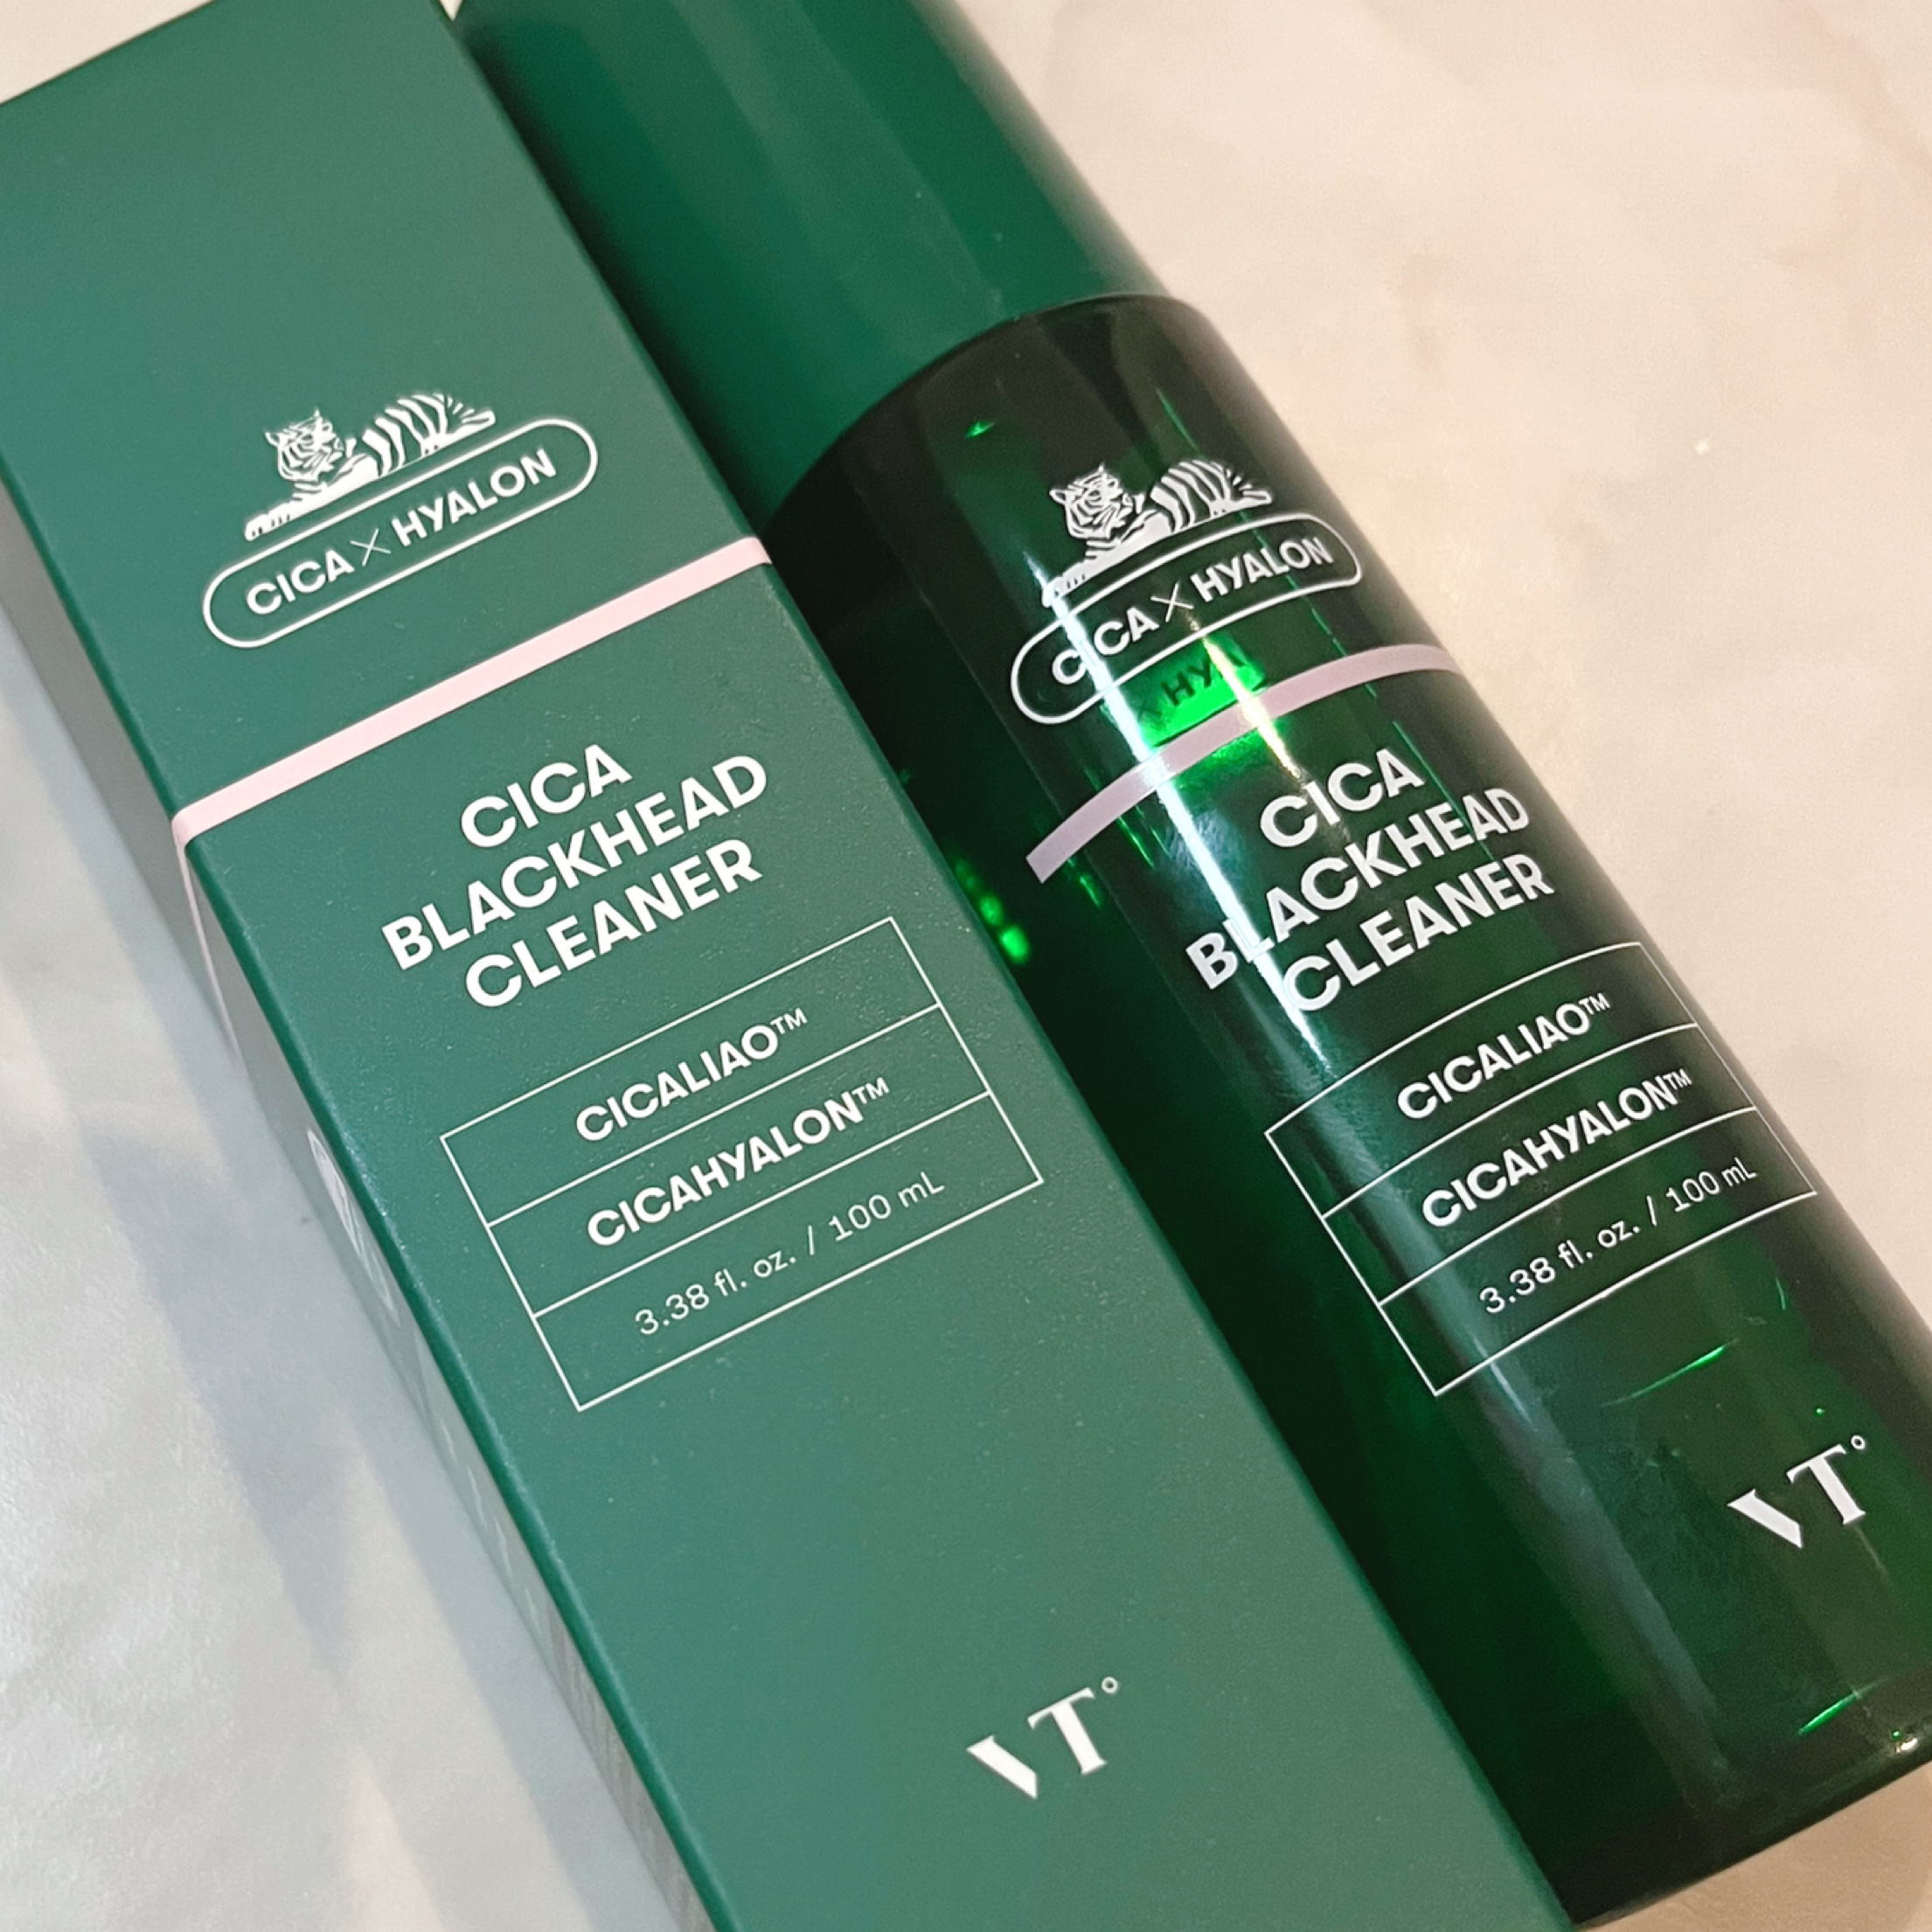 CICA × HYALON
CICA
BLACKHEAD
CLEANER
CICALIAO™
CICAHYALON™
3.38 fl. oz. / 100 mL
VT°
CICA × HYALON
× HYAL
CICA
BLACKHEAD
CLEANER
CICALIAO™
CICAHYALON™
3.38 fl. oz. / 100 mL
VT°